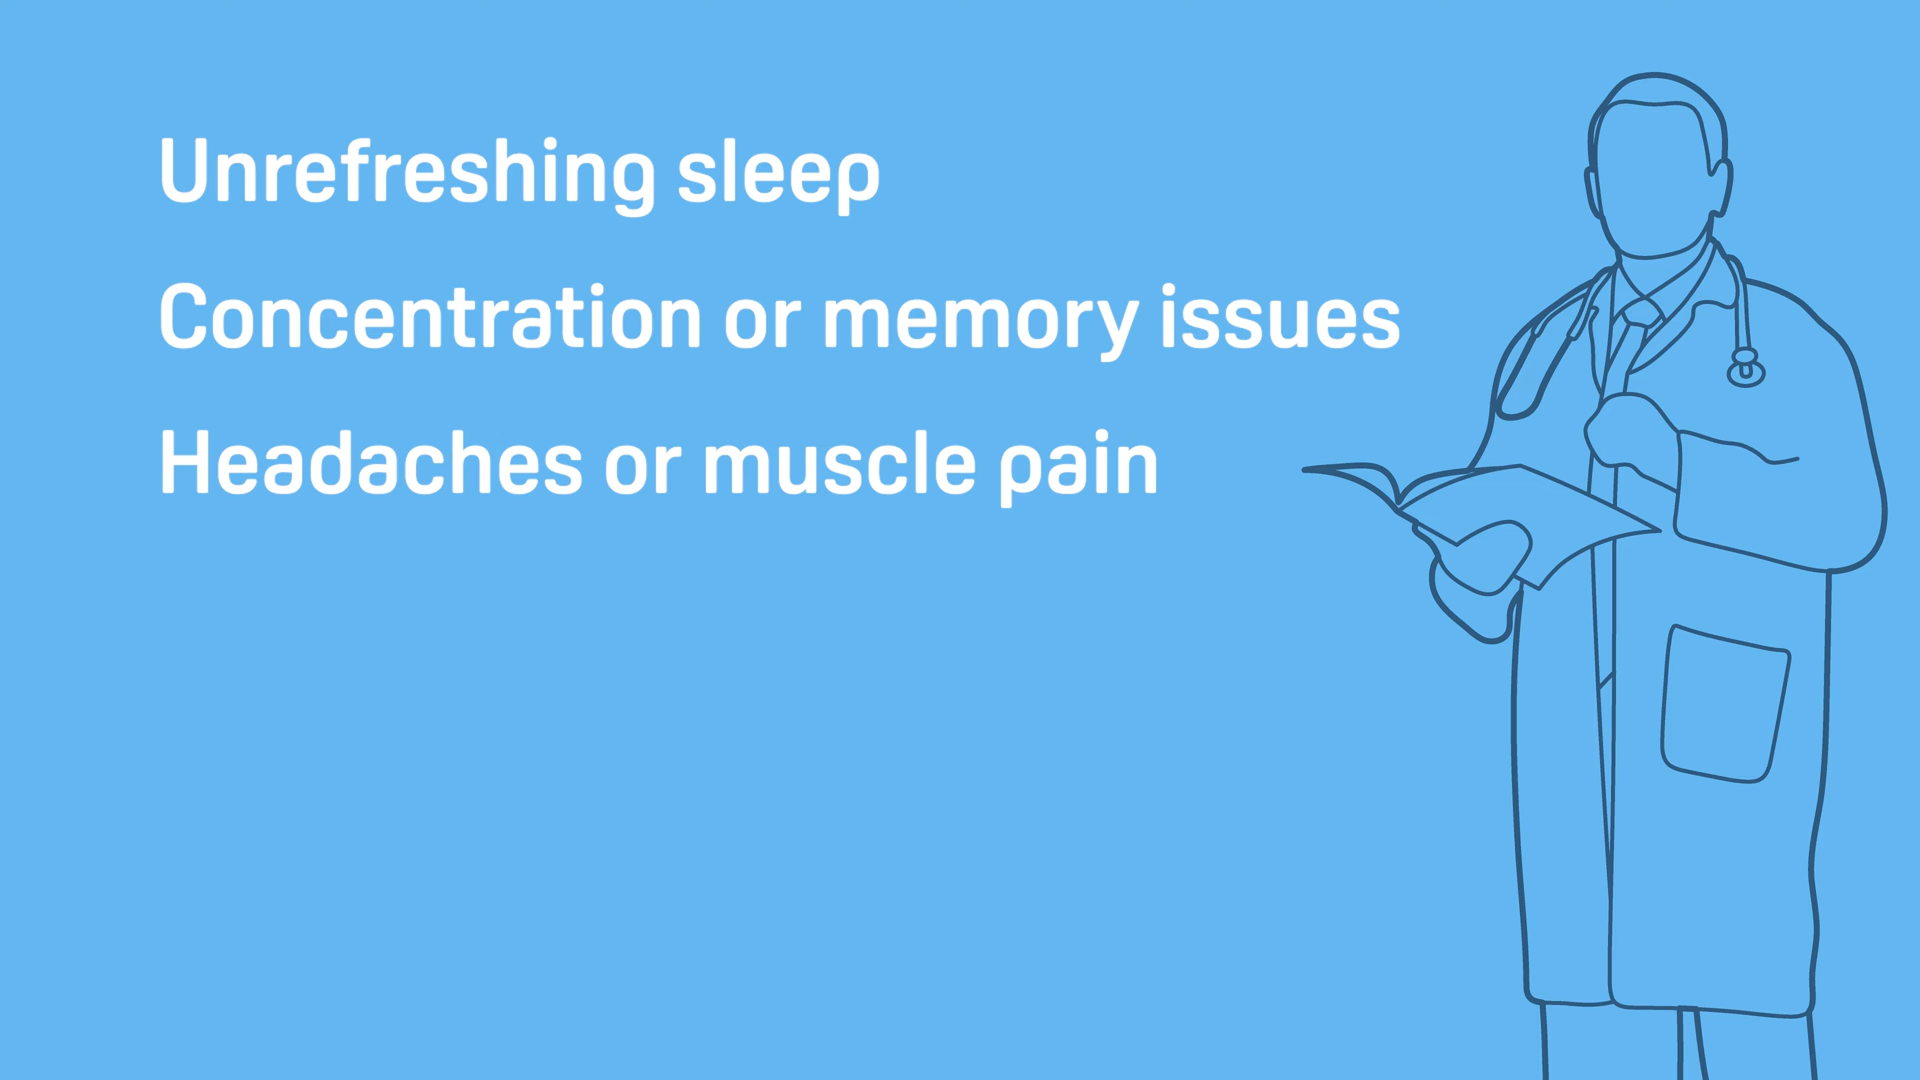 Unrefreshing sleep
Concentration or memory issues
Headaches or muscle pain